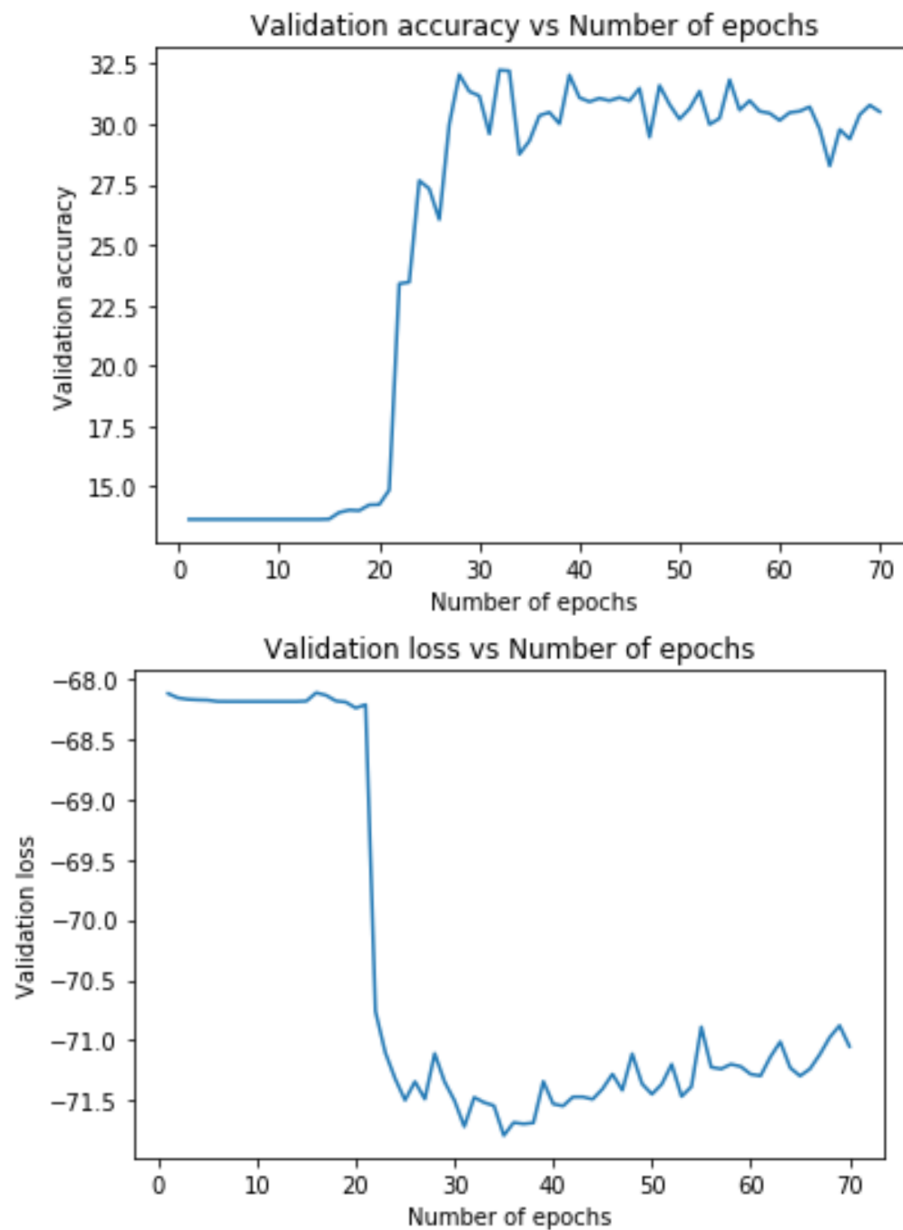 Validation accuracy vs Number of epochs
32.5
30.0
27.5
25.0
22.5
20.0
17.5
15.0
Validation accuracy
0 10 20 30 40 50 60 70
Number of epochs
Validation loss vs Number of epochs
−68.0
−68.5
−69.0
−69.5
−70.0
−70.5
−71.0
−71.5
Validation loss
0 10 20 30 40 50 60 70
Number of epochs